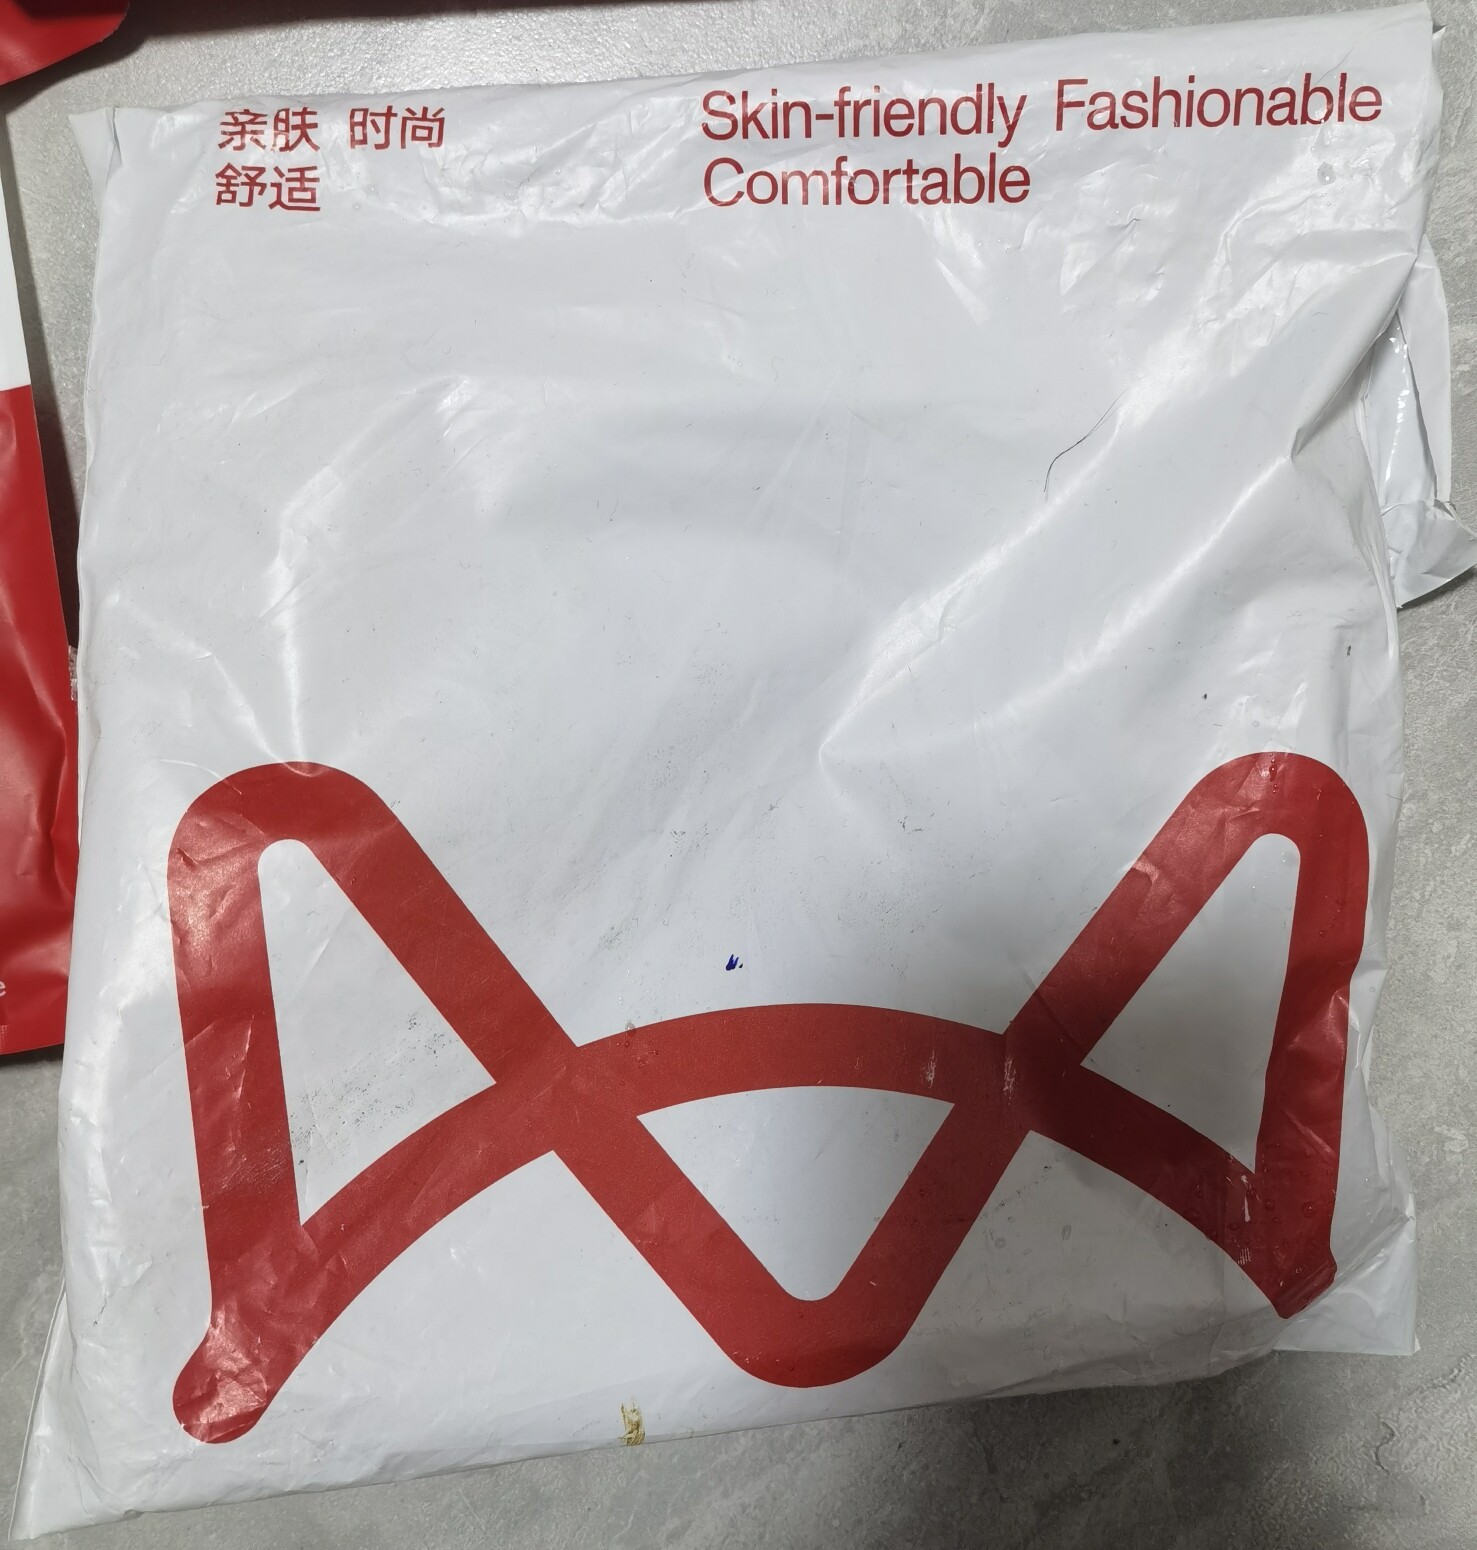 亲肤 时尚
舒适
Skin-friendly Fashionable
Comfortable
e